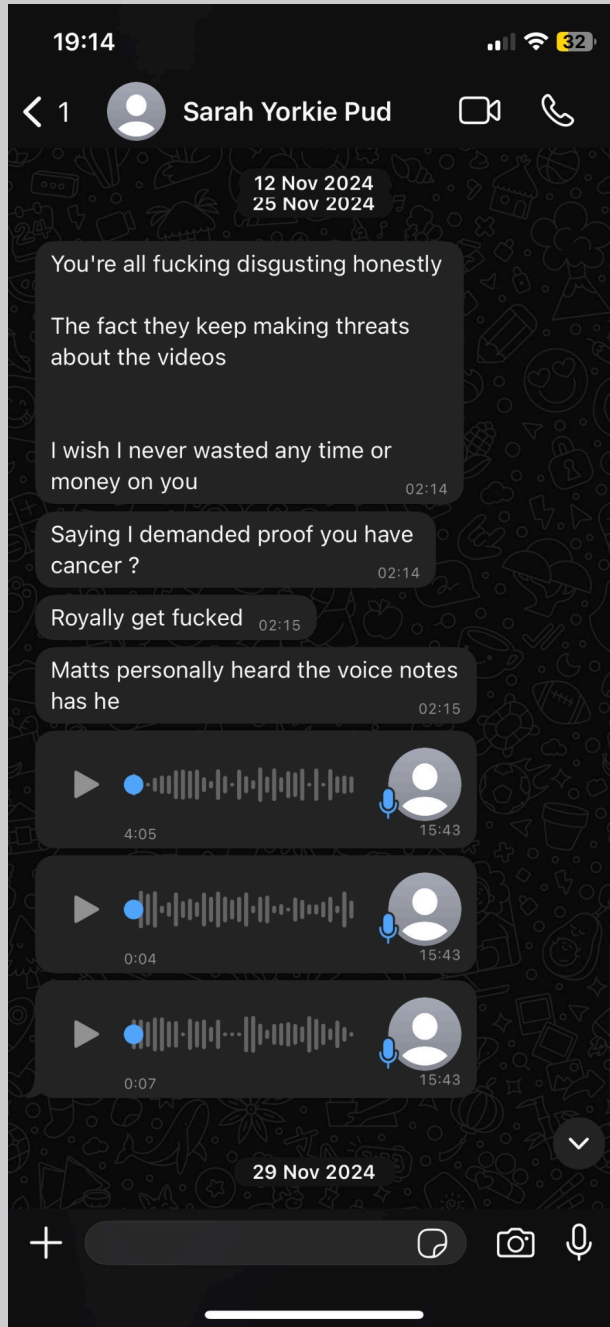 19:14
32
1
Sarah Yorkie Pud
12 Nov 2024
25 Nov 2024
You're all fucking disgusting honestly
The fact they keep making threats
about the videos
I wish I never wasted any time or
money on you
02:14
Saying I demanded proof you have
cancer ?
02:14
Royally get fucked
02:15
Matts personally heard the voice notes
has he
02:15
4:05
15:43
0:04
15:43
0:07
15:43
29 Nov 2024